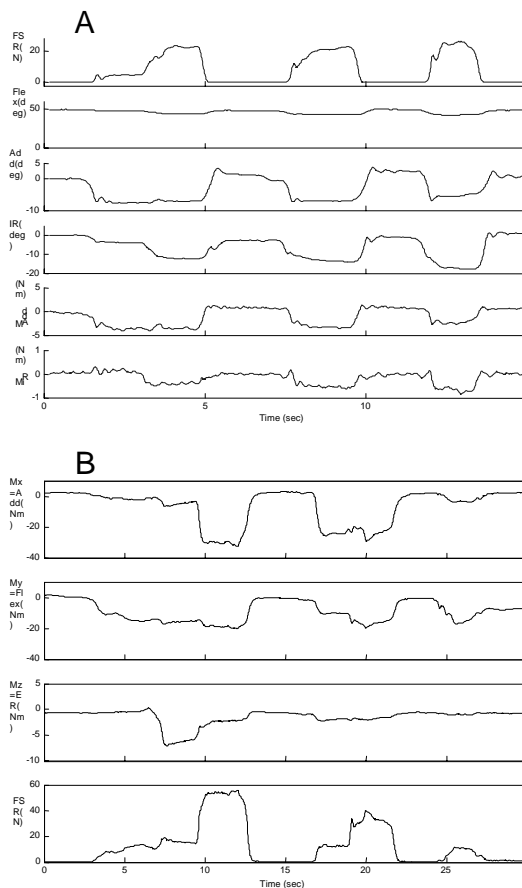 A
FS
R(
N)
20
0
Fle
x(d
eg)
50
0
Ad
d(d
eg)
5
0
-10
IR(
deg
)
0
-10
-20
(N
m)
M A d d
5
0
-5
(N
m)
M I R
1
0
-1
0 5 10
Time (sec)
B
Mx
=A
dd(
Nm
)
0
-20
-40
My
=Fl
ex(
Nm
)
0
-20
-40
Mz
=E
R(
Nm
)
5
0
-5
-10
FS
R(
N)
60
40
20
0
0 5 10 15 20 25
Time (sec)